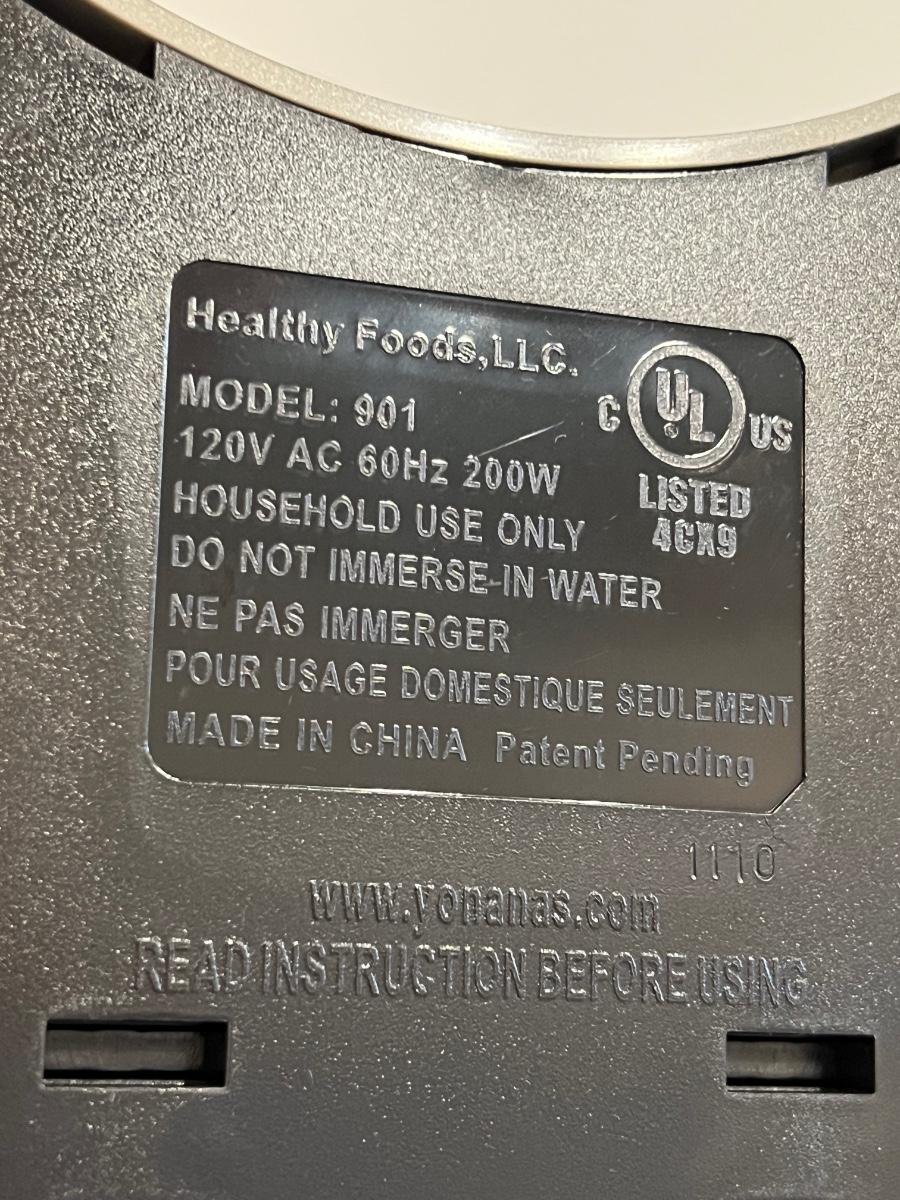 Healthy Foods,LLC.
MODEL: 901
120V AC 60Hz 200W
HOUSEHOLD USE ONLY
DO NOT IMMERSE IN WATER
NE PAS IMMERGER
POUR USAGE DOMESTIQUE SEULEMENT
MADE IN CHINA Patent Pending
C UL US
LISTED
4CX9
1110
www.yonanas.com
READ INSTRUCTION BEFORE USING